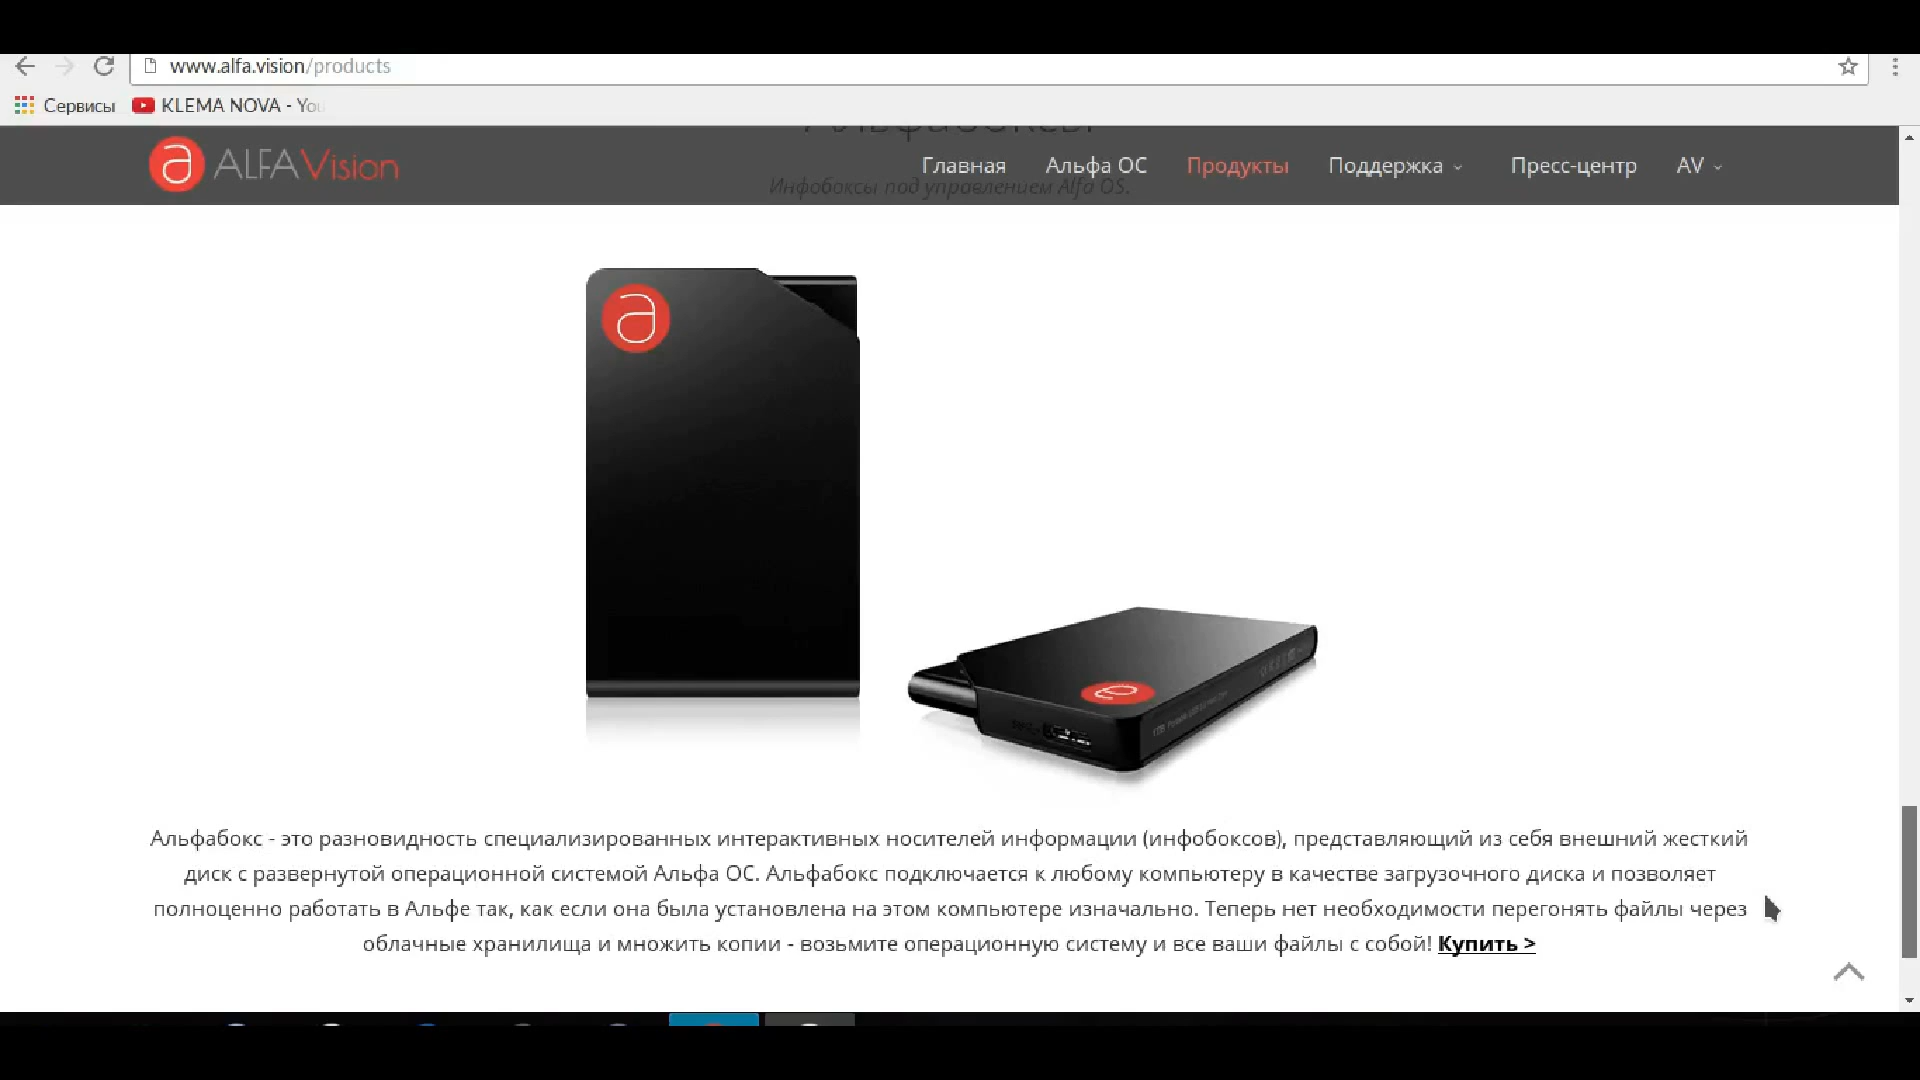 www.alfa.vision/products
Сервисы
KLEMA NOVA - You
Альфабоксы
ALFAVision
Главная
Альфа ОС
Продукты
Поддержка
Пресс-центр
AV
Инфобоксы под управлением Alfa OS.
a
a
Альфабокс - это разновидность специализированных интерактивных носителей информации (инфобоксов), представляющий из себя внешний жесткий
диск с развернутой операционной системой Альфа ОС. Альфабокс подключается к любому компьютеру в качестве загрузочного диска и позволяет
полноценно работать в Альфе так, как если она была установлена на этом компьютере изначально. Теперь нет необходимости перегонять файлы через
облачные хранилища и множить копии - возьмите операционную систему и все ваши файлы с собой! Купить >